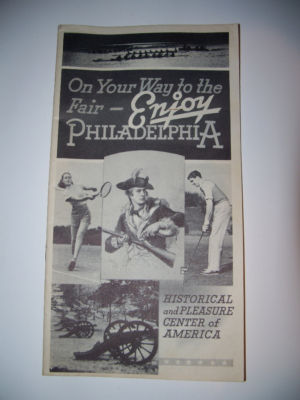 On Your Way to the
Fair — Enjoy
PHILADELPHIA
HISTORICAL
and PLEASURE
CENTER of
AMERICA